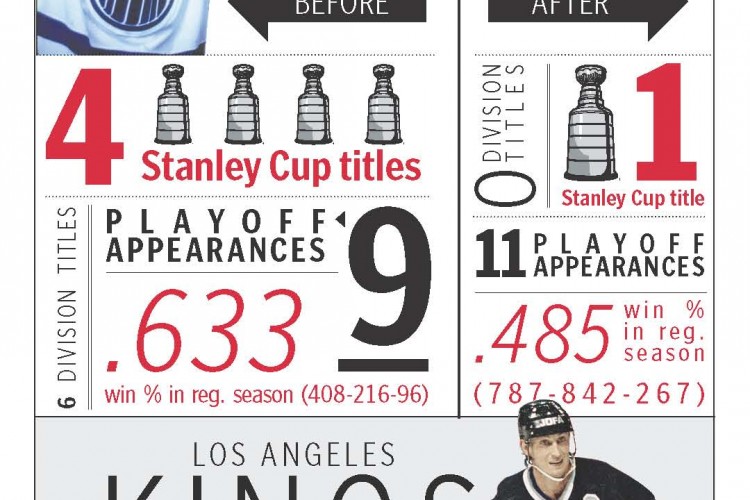 BEFORE
AFTER
4
Stanley Cup titles
6 DIVISION TITLES
PLAYOFF
APPEARANCES
9
.633
win % in reg. season (408-216-96)
0 DIVISION
TITLES
1
Stanley Cup title
11 PLAYOFF
APPEARANCES
.485 win %
in reg.
season
(787-842-267)
LOS ANGELES
KINGS
JOFA